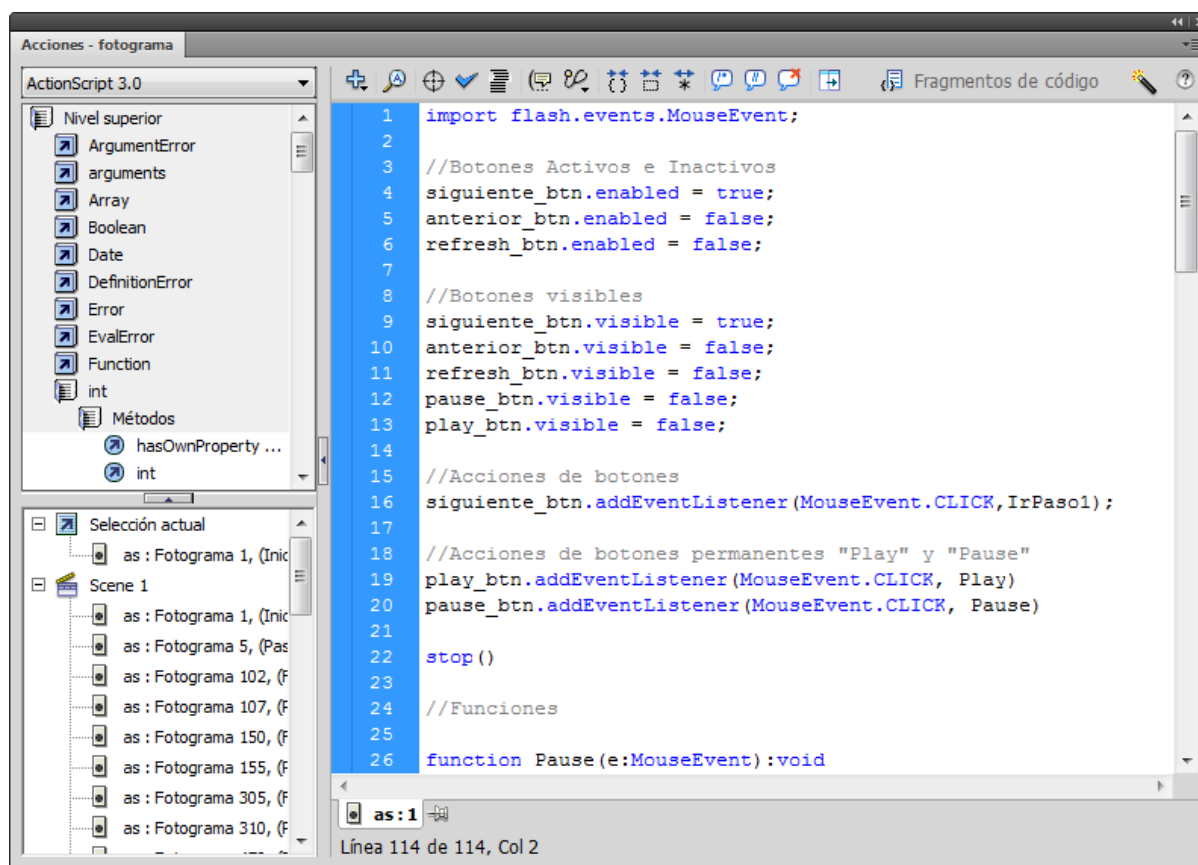 Acciones - fotograma
ActionScript 3.0
Fragmentos de código
Nivel superior
ArgumentError
arguments
Array
Boolean
Date
DefinitionError
Error
EvalError
Function
int
Métodos
hasOwnProperty ...
int
Selección actual
as : Fotograma 1, (Inic
Scene 1
as : Fotograma 1, (Inic
as : Fotograma 5, (Pas
as : Fotograma 102, (F
as : Fotograma 107, (F
as : Fotograma 150, (F
as : Fotograma 155, (F
as : Fotograma 305, (F
as : Fotograma 310, (F
1 import flash.events.MouseEvent;
2
3 //Botones Activos e Inactivos
4 siguiente_btn.enabled = true;
5 anterior_btn.enabled = false;
6 refresh_btn.enabled = false;
7
8 //Botones visibles
9 siguiente_btn.visible = true;
10 anterior_btn.visible = false;
11 refresh_btn.visible = false;
12 pause_btn.visible = false;
13 play_btn.visible = false;
14
15 //Acciones de botones
16 siguiente_btn.addEventListener(MouseEvent.CLICK,IrPaso1);
17
18 //Acciones de botones permanentes "Play" y "Pause"
19 play_btn.addEventListener(MouseEvent.CLICK, Play)
20 pause_btn.addEventListener(MouseEvent.CLICK, Pause)
21
22 stop()
23
24 //Funciones
25
26 function Pause(e:MouseEvent):void
as:1
Línea 114 de 114, Col 2